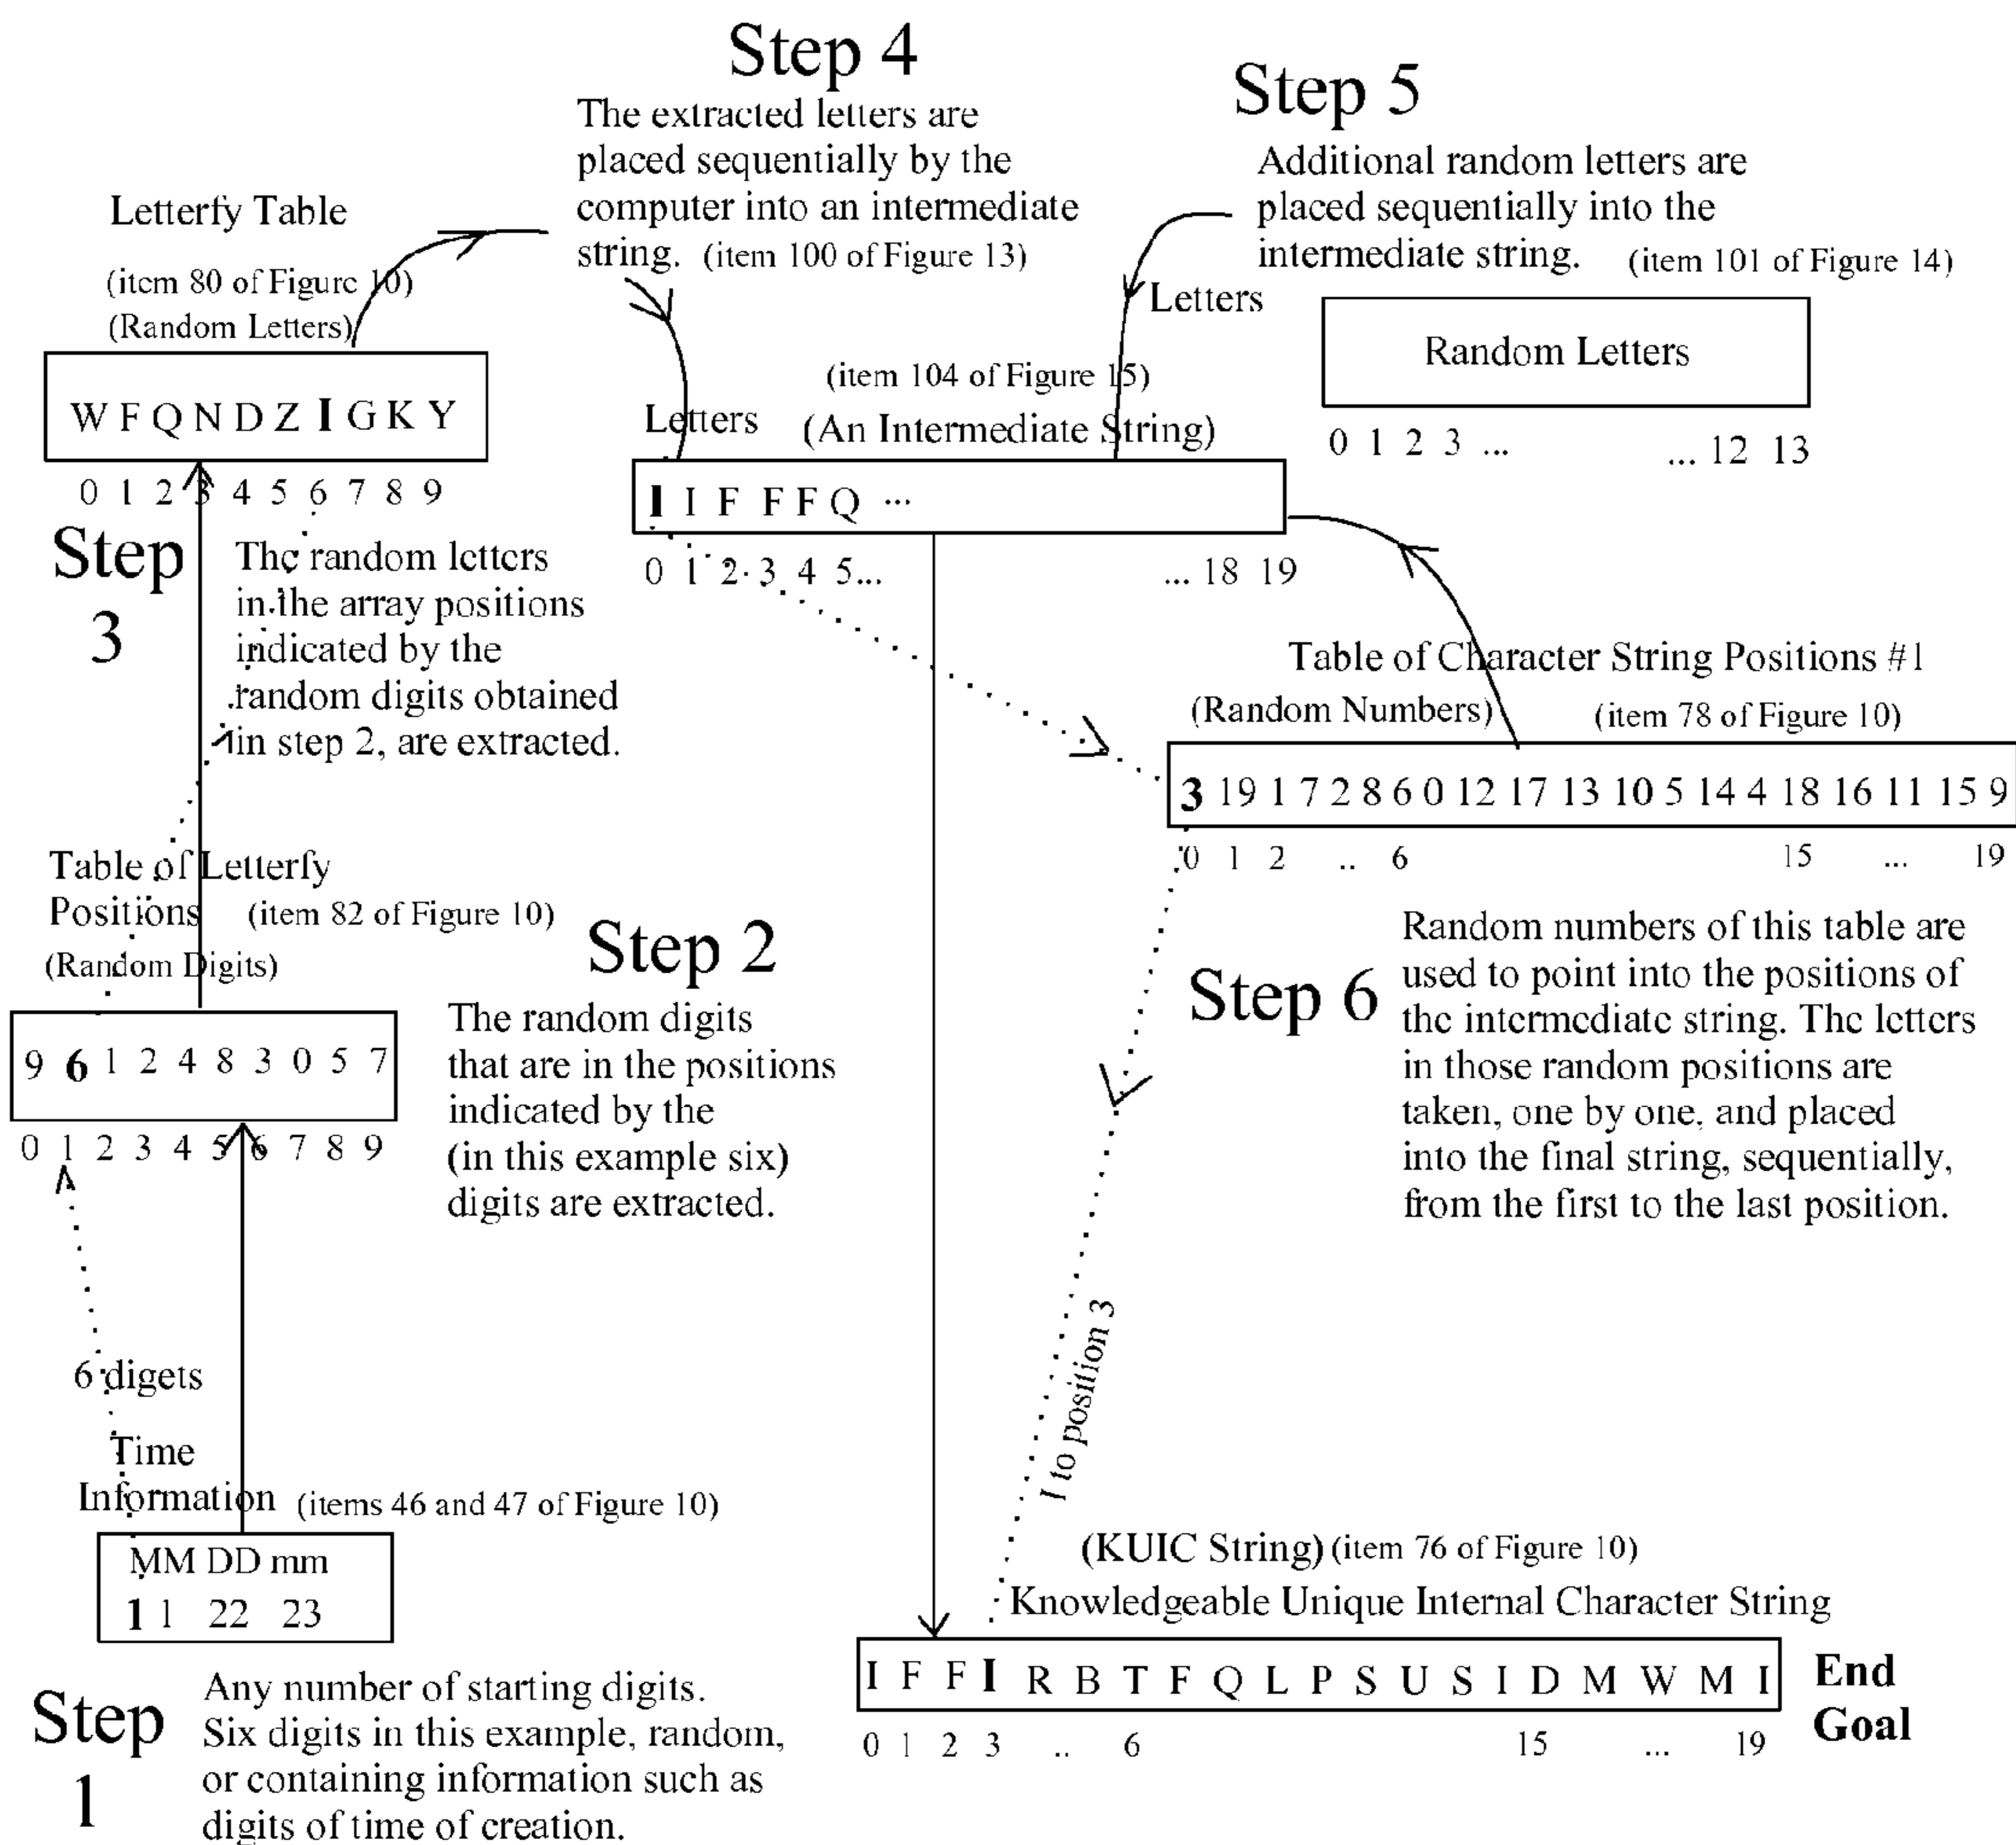 Step 4
The extracted letters are
placed sequentially by the
computer into an intermediate
string. (item 100 of Figure 13)
Step 5
Additional random letters are
placed sequentially into the
intermediate string. (item 101 of Figure 14)
Letters
Random Letters
0 1 2 3 ... ... 12 13
Letterfy Table
(item 80 of Figure 10)
(Random Letters)
W F Q N D Z I G K Y
0 1 2 3 4 5 6 7 8 9
(item 104 of Figure 15)
Letters (An Intermediate String)
I I F F F Q ...
0 1 2 3 4 5... ... 18 19
Step
3
The random letters
in the array positions
indicated by the
random digits obtained
in step 2, are extracted.
Table of Character String Positions #1
(Random Numbers) (item 78 of Figure 10)
3 19 1 7 2 8 6 0 12 17 13 10 5 14 4 18 16 11 15 9
0 1 2 .. 6 15 ... 19
Table of Letterfy
Positions (item 82 of Figure 10)
(Random Digits)
9 6 1 2 4 8 3 0 5 7
0 1 2 3 4 5 6 7 8 9
Step 2
The random digits
that are in the positions
indicated by the
(in this example six)
digits are extracted.
Step 6
Random numbers of this table are
used to point into the positions of
the intermediate string. The letters
in those random positions are
taken, one by one, and placed
into the final string, sequentially,
from the first to the last position.
6 digets
Time
Information (items 46 and 47 of Figure 10)
MM DD mm
1 1 22 23
I to position 3
(KUIC String) (item 76 of Figure 10)
Knowledgeable Unique Internal Character String
I F F I R B T F Q L P S U S I D M W M I
0 1 2 3 .. 6 15 ... 19
End
Goal
Step
1
Any number of starting digits.
Six digits in this example, random,
or containing information such as
digits of time of creation.